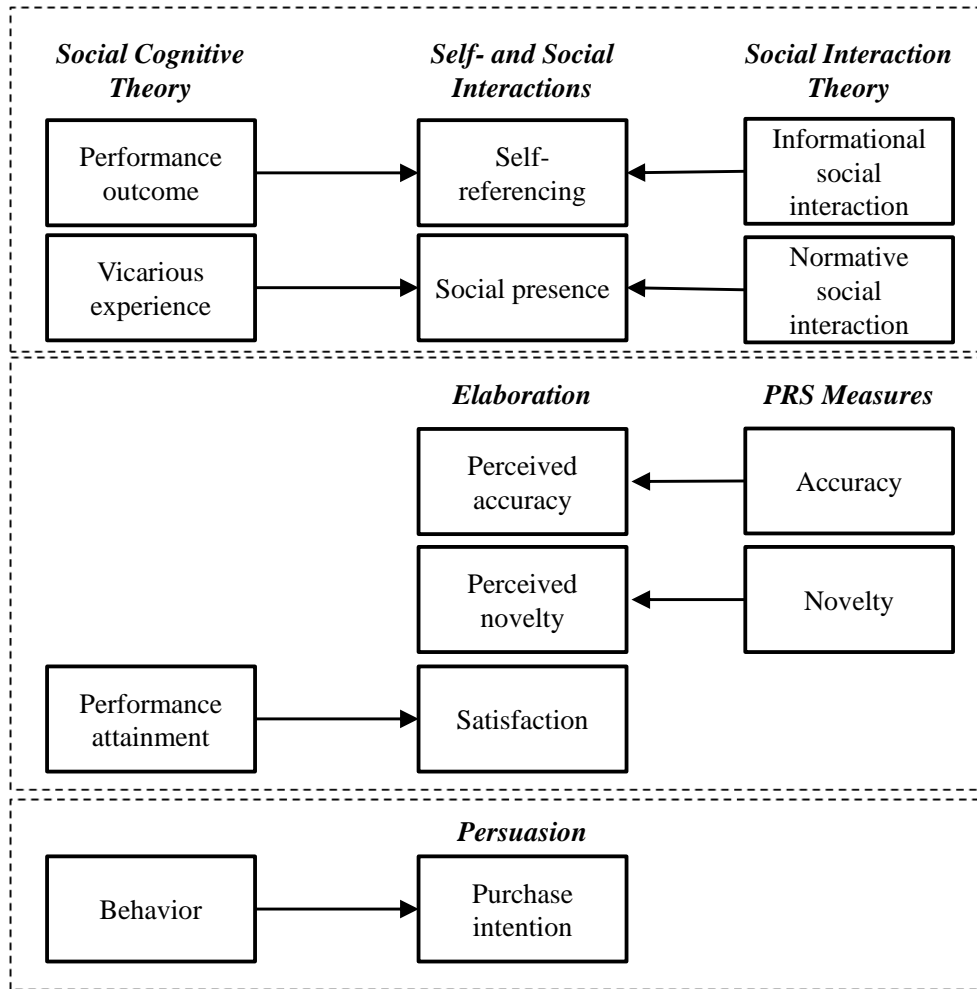 Social Cognitive
Theory
Self- and Social
Interactions
Social Interaction
Theory
Performance
outcome
Self-
referencing
Informational
social
interaction
Vicarious
experience
Social presence
Normative
social
interaction
Elaboration
PRS Measures
Perceived
accuracy
Accuracy
Perceived
novelty
Novelty
Performance
attainment
Satisfaction
Persuasion
Behavior
Purchase
intention